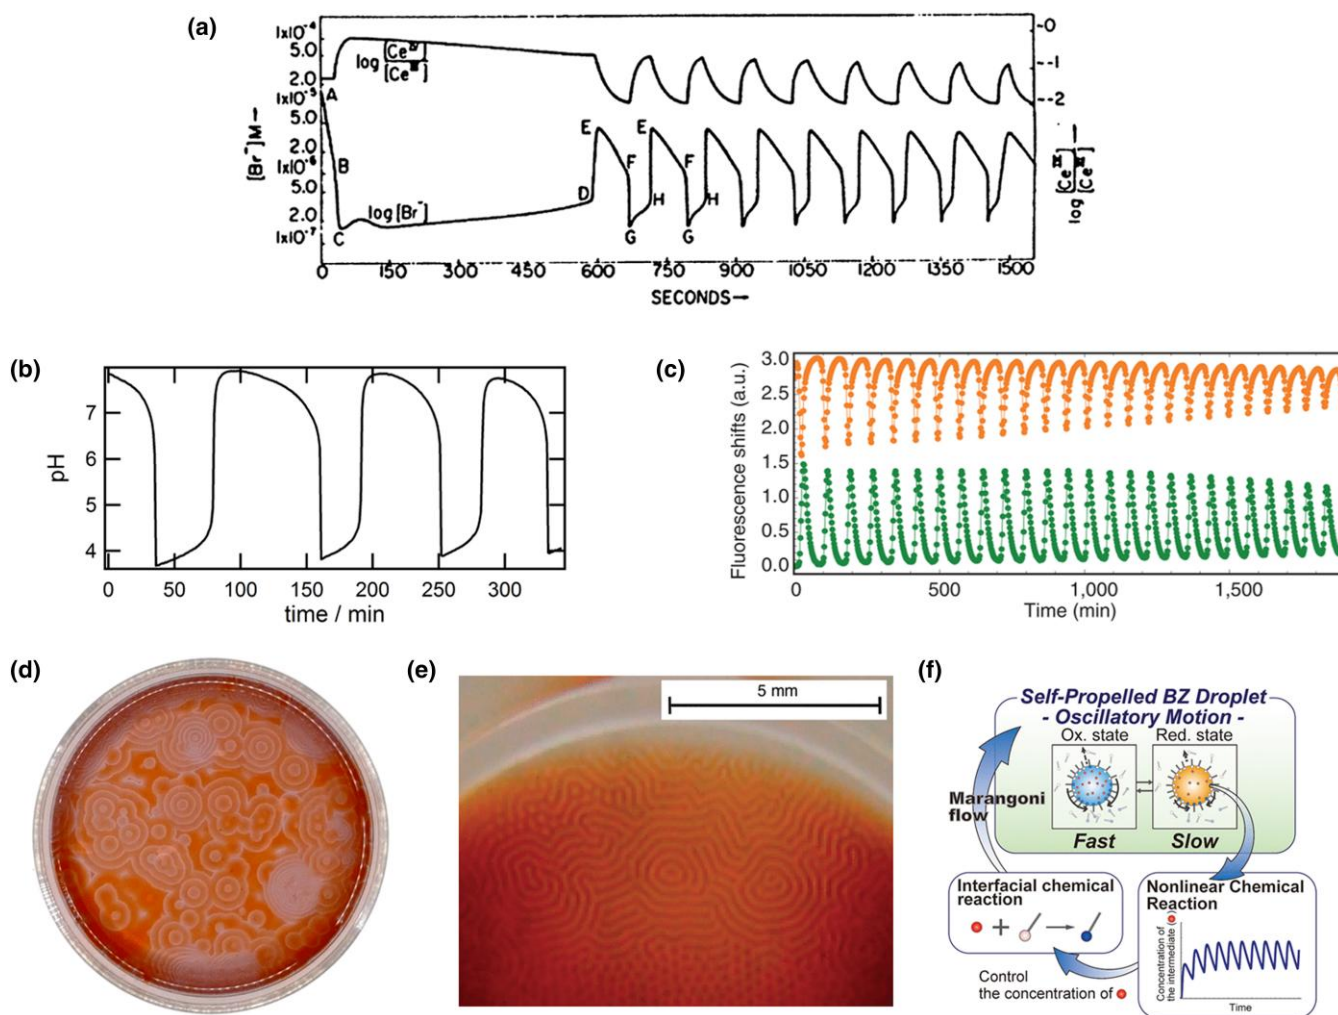 (a)
1x10⁻⁴
5.0
2.0
1x10⁻⁵
5.0
2.0
1x10⁻⁶
5.0
2.0
1x10⁻⁷
[Br⁻]M→
log [Ce^IV]/[Ce^III]
A
B
C
log [Br⁻]
D
E
E
F
F
G
G
H
H
-0
-1
-2
log [Ce^IV]/[Ce^III] →
0 150 300 450 600 750 900 1050 1200 1350 1500
SECONDS→
(b)
7
6
5
4
pH
0 50 100 150 200 250 300
time / min
(c)
3.0
2.5
2.0
1.5
1.0
0.5
0.0
Fluorescence shifts (a.u.)
0 500 1,000 1,500
Time (min)
(d)
(e)
5 mm
(f)
Self-Propelled BZ Droplet
- Oscillatory Motion -
Ox. state Red. state
Fast Slow
Marangoni
flow
Interfacial chemical
reaction
+ →
Control
the concentration of
Nonlinear Chemical
Reaction
Concentration of
the intermediate ( )
Time